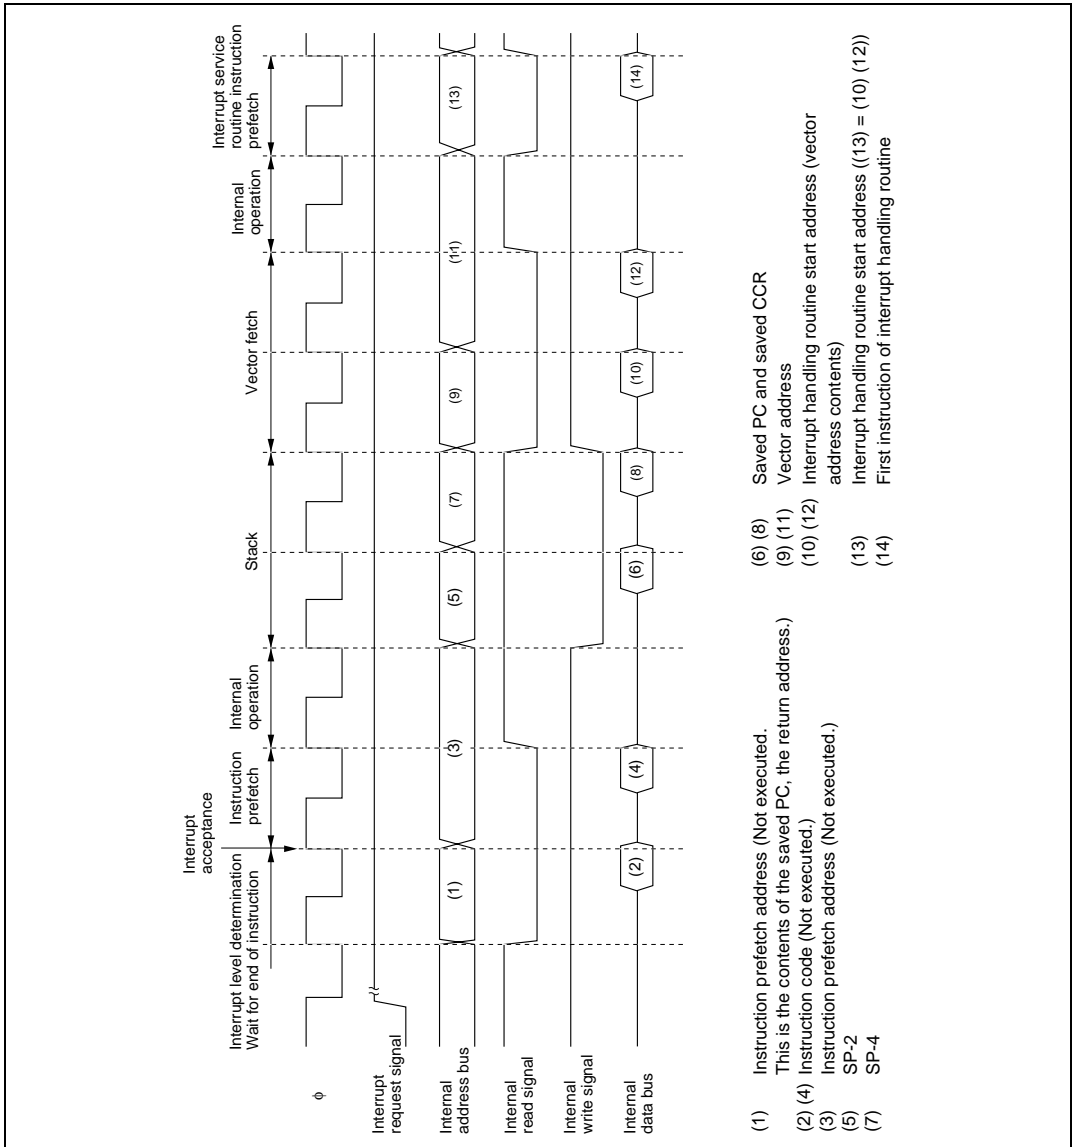 Interrupt
acceptance
Interrupt level determination
Wait for end of instruction
Instruction
prefetch
Internal
operation
Stack
Vector fetch
Internal
operation
Interrupt service
routine instruction
prefetch
φ
Interrupt
request signal
Internal
address bus
(1)
(3)
(5)
(7)
(9)
(11)
(13)
Internal
read signal
Internal
write signal
Internal
data bus
(2)
(4)
(6)
(8)
(10)
(12)
(14)
(1) Instruction prefetch address (Not executed.
This is the contents of the saved PC, the return address.)
(2) (4) Instruction code (Not executed.)
(3) Instruction prefetch address (Not executed.)
(5) SP-2
(7) SP-4
(6) (8) Saved PC and saved CCR
(9) (11) Vector address
(10) (12) Interrupt handling routine start address (vector
address contents)
(13) Interrupt handling routine start address ((13) = (10) (12))
(14) First instruction of interrupt handling routine